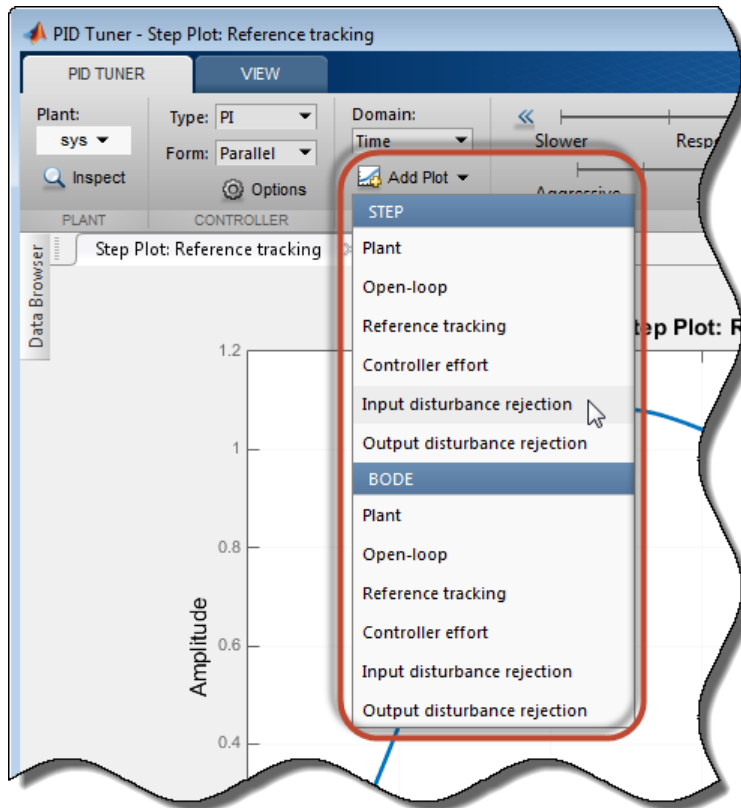 PID Tuner - Step Plot: Reference tracking
PID TUNER
VIEW
Plant:
sys
Inspect
PLANT
Type: PI
Form: Parallel
Options
CONTROLLER
Domain:
Time
Add Plot
Slower
Aggressive
Data Browser
Step Plot: Reference tracking
STEP
Plant
Open-loop
Reference tracking
Controller effort
Input disturbance rejection
Output disturbance rejection
BODE
Plant
Open-loop
Reference tracking
Controller effort
Input disturbance rejection
Output disturbance rejection
Plot:
1.2
1
0.8
0.6
0.4
Amplitude